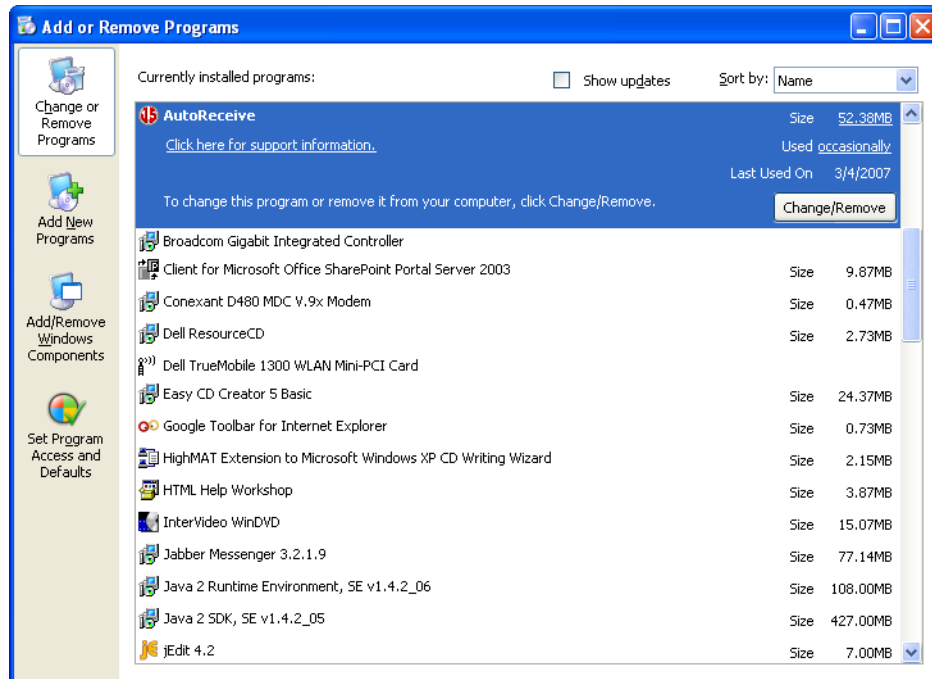 Add or Remove Programs
Change or
Remove
Programs
Add New
Programs
Add/Remove
Windows
Components
Set Program
Access and
Defaults
Currently installed programs:
Show updates
Sort by: Name
AutoReceive Size 52.38MB
Click here for support information. Used occasionally
Last Used On 3/4/2007
To change this program or remove it from your computer, click Change/Remove. Change/Remove
Broadcom Gigabit Integrated Controller
Client for Microsoft Office SharePoint Portal Server 2003 Size 9.87MB
Conexant D480 MDC V.9x Modem Size 0.47MB
Dell ResourceCD Size 2.73MB
Dell TrueMobile 1300 WLAN Mini-PCI Card
Easy CD Creator 5 Basic Size 24.37MB
Google Toolbar for Internet Explorer Size 0.73MB
HighMAT Extension to Microsoft Windows XP CD Writing Wizard Size 2.15MB
HTML Help Workshop Size 3.87MB
InterVideo WinDVD Size 15.07MB
Jabber Messenger 3.2.1.9 Size 77.14MB
Java 2 Runtime Environment, SE v1.4.2_06 Size 108.00MB
Java 2 SDK, SE v1.4.2_05 Size 427.00MB
jEdit 4.2 Size 7.00MB